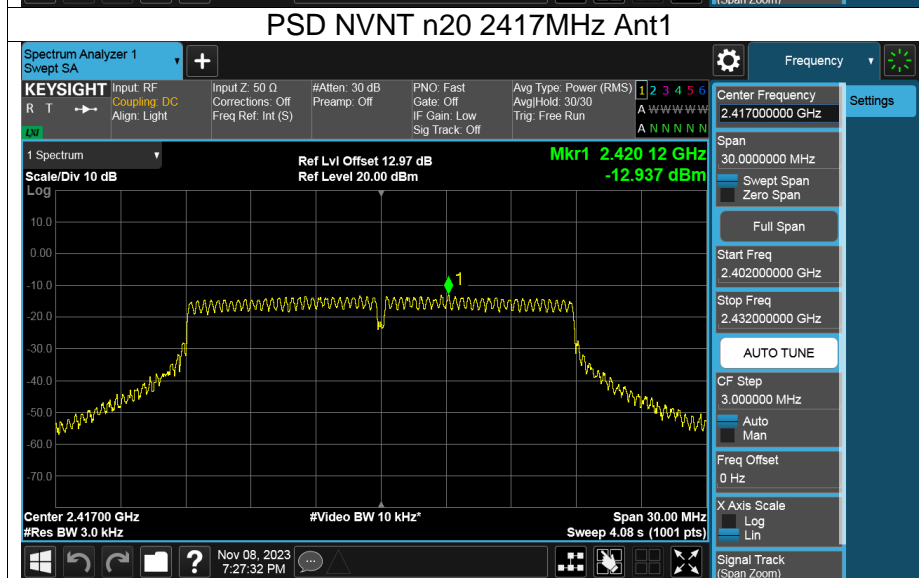 (Span Zoom)
PSD NVNT n20 2417MHz Ant1
Spectrum Analyzer 1
Swept SA
+
Frequency
KEYSIGHT
R T
LXI
Input: RF
Coupling: DC
Align: Light
Input Z: 50 Ω
Corrections: Off
Freq Ref: Int (S)
#Atten: 30 dB
Preamp: Off
PNO: Fast
Gate: Off
IF Gain: Low
Sig Track: Off
Avg Type: Power (RMS)
Avg|Hold: 30/30
Trig: Free Run
1 2 3 4 5 6
A W W W W W
A N N N N N
1 Spectrum
Scale/Div 10 dB
Ref Lvl Offset 12.97 dB
Ref Level 20.00 dBm
Mkr1 2.420 12 GHz
-12.937 dBm
Log
10.0
0.00
-10.0
-20.0
-30.0
-40.0
-50.0
-60.0
-70.0
1
Center 2.41700 GHz
#Res BW 3.0 kHz
#Video BW 10 kHz*
Span 30.00 MHz
Sweep 4.08 s (1001 pts)
Center Frequency
2.417000000 GHz
Settings
Span
30.0000000 MHz
Swept Span
Zero Span
Full Span
Start Freq
2.402000000 GHz
Stop Freq
2.432000000 GHz
AUTO TUNE
CF Step
3.000000 MHz
Auto
Man
Freq Offset
0 Hz
X Axis Scale
Log
Lin
Signal Track
(Span Zoom)
?
Nov 08, 2023
7:27:32 PM